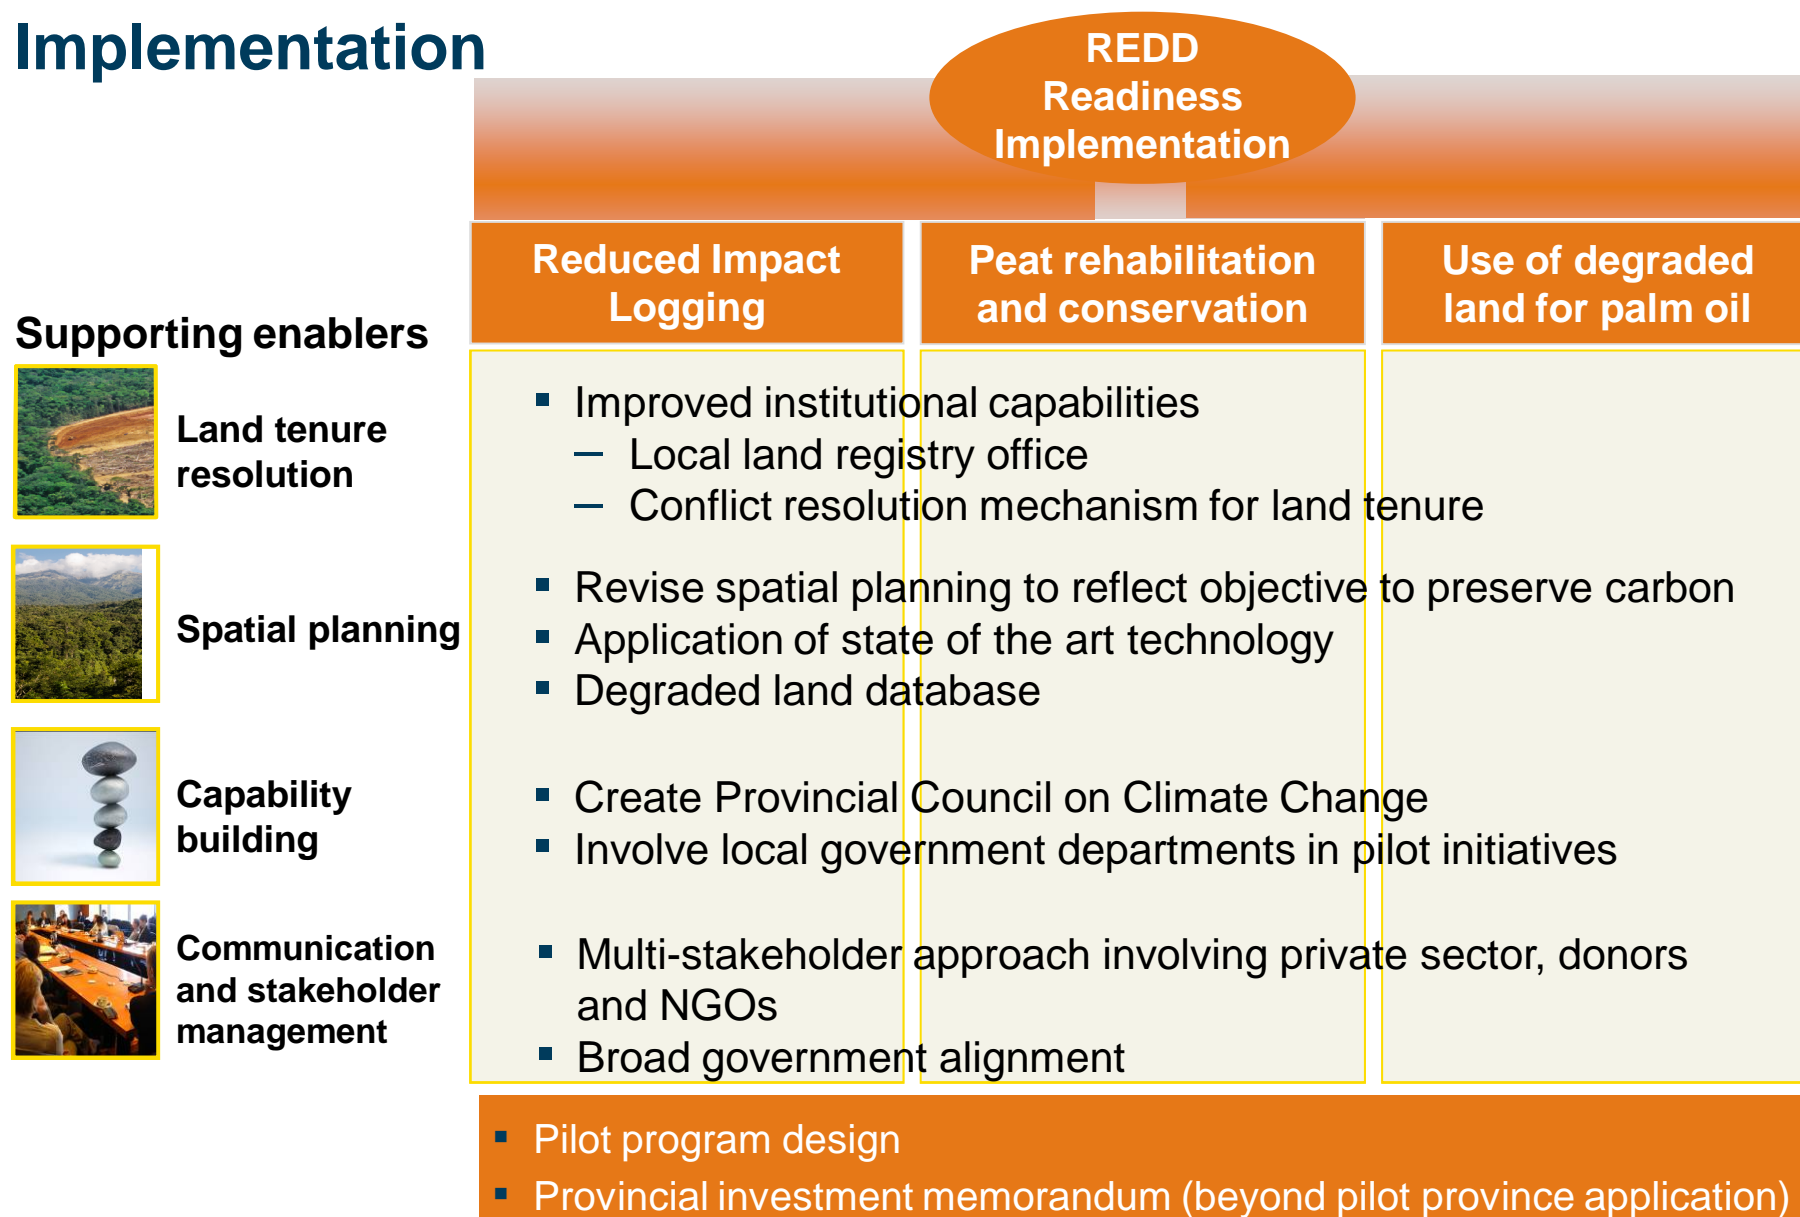 Implementation
REDD
Readiness
Implementation
Reduced Impact
Logging
Peat rehabilitation
and conservation
Use of degraded
land for palm oil
Supporting enablers
Land tenure
resolution
▪ Improved institutional capabilities
– Local land registry office
– Conflict resolution mechanism for land tenure
Spatial planning
▪ Revise spatial planning to reflect objective to preserve carbon
▪ Application of state of the art technology
▪ Degraded land database
Capability
building
▪ Create Provincial Council on Climate Change
▪ Involve local government departments in pilot initiatives
Communication
and stakeholder
management
▪ Multi-stakeholder approach involving private sector, donors
and NGOs
▪ Broad government alignment
▪ Pilot program design
▪ Provincial investment memorandum (beyond pilot province application)